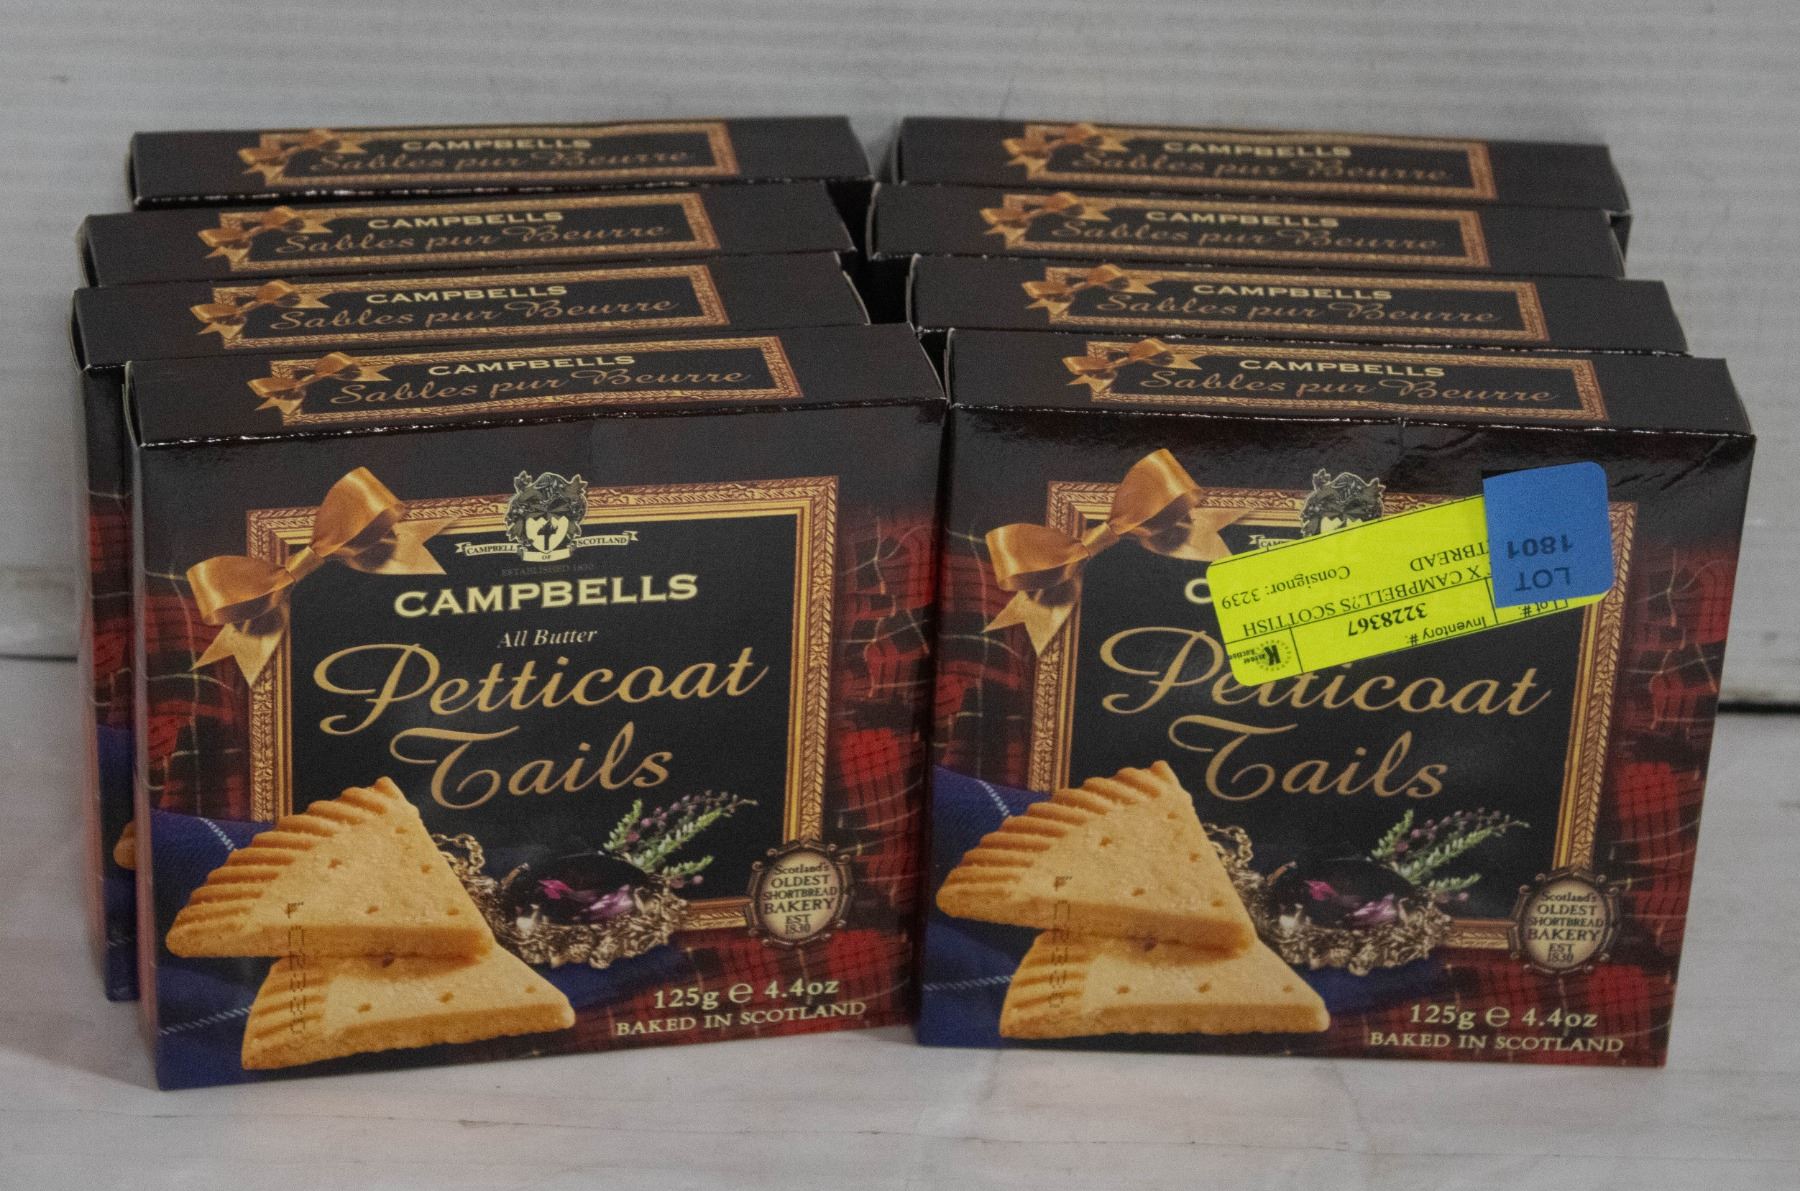 CAMPBELLS
Sables pur Beurre
CAMPBELLS
Sables pur Beurre
CAMPBELLS
Sables pur Beurre
CAMPBELLS
Sables pur Beurre
CAMPBELLS
Sables pur Beurre
CAMPBELLS
Sables pur Beurre
CAMPBELLS
Sables pur Beurre
CAMPBELLS
Sables pur Beurre
CAMPBELL OF SCOTLAND
ESTABLISHED 1830
CAMPBELLS
All Butter
Petticoat
Tails
Scotland's
OLDEST
SHORTBREAD
BAKERY
EST
1830
125g e 4.4oz
BAKED IN SCOTLAND
LOT
1801
Lot#:
Inventory#:
3228367
X CAMPBELL?S SCOTTISH
TBREAD
Consignor: 3239
C
Petticoat
Tails
Scotland's
OLDEST
SHORTBREAD
BAKERY
EST
1830
125g e 4.4oz
BAKED IN SCOTLAND